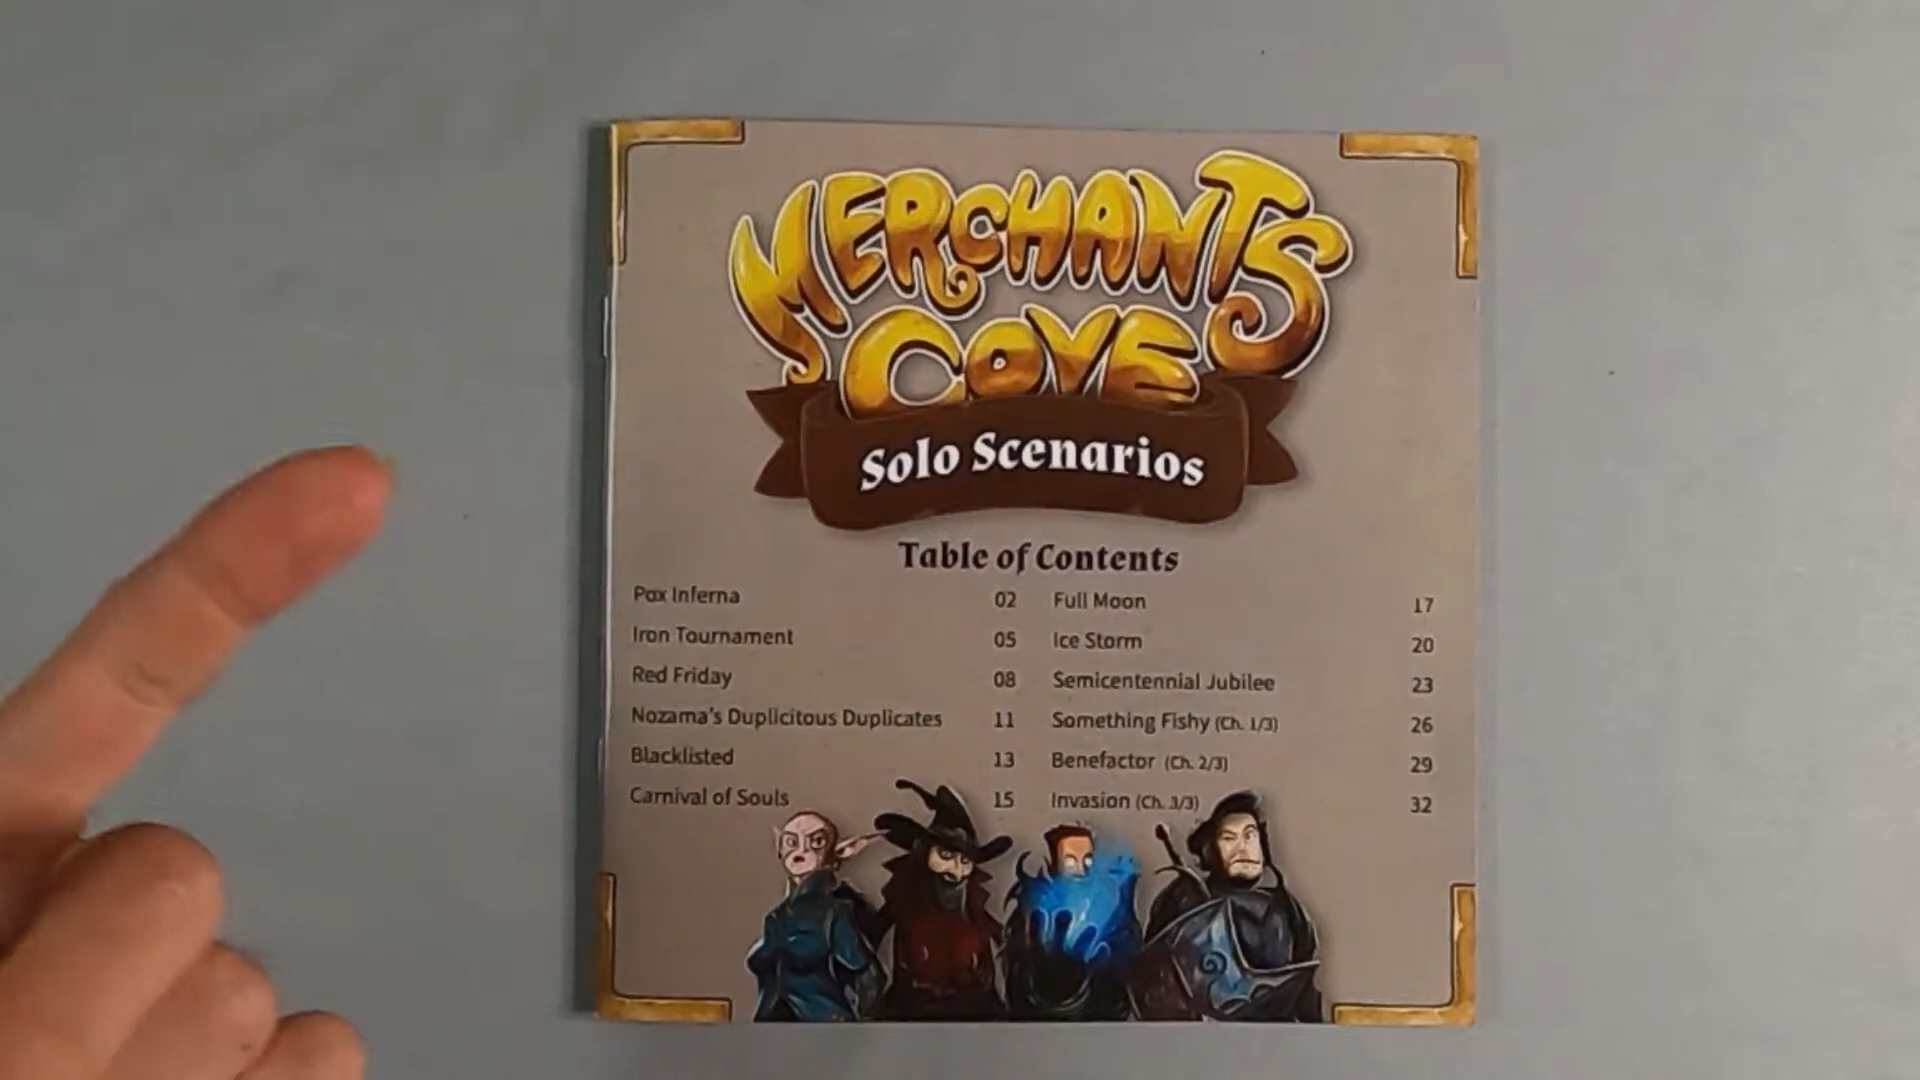 MERCHANTS
COVE
Solo Scenarios
Table of Contents
Pax Inferna 02
Iron Tournament 05
Red Friday 08
Nozama's Duplicitous Duplicates 11
Blacklisted 13
Carnival of Souls 15
Full Moon 17
Ice Storm 20
Semicentennial Jubilee 23
Something Fishy (Ch. 1/3) 26
Benefactor (Ch. 2/3) 29
Invasion (Ch. 3/3) 32